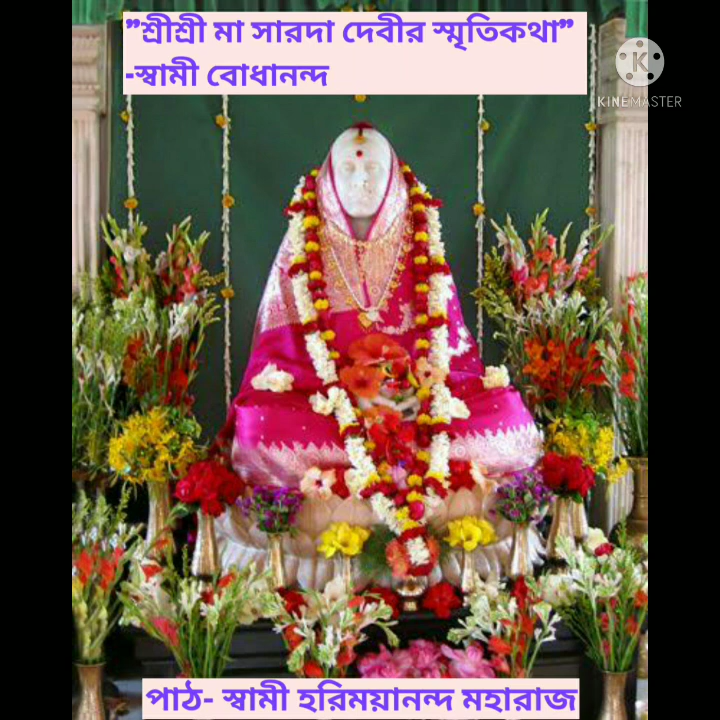 ”শ্রীশ্রী মা সারদা দেবীর স্মৃতিকথা”
-স্বামী বোধানন্দ
KINEMASTER
পাঠ- স্বামী হরিময়ানন্দ মহারাজ